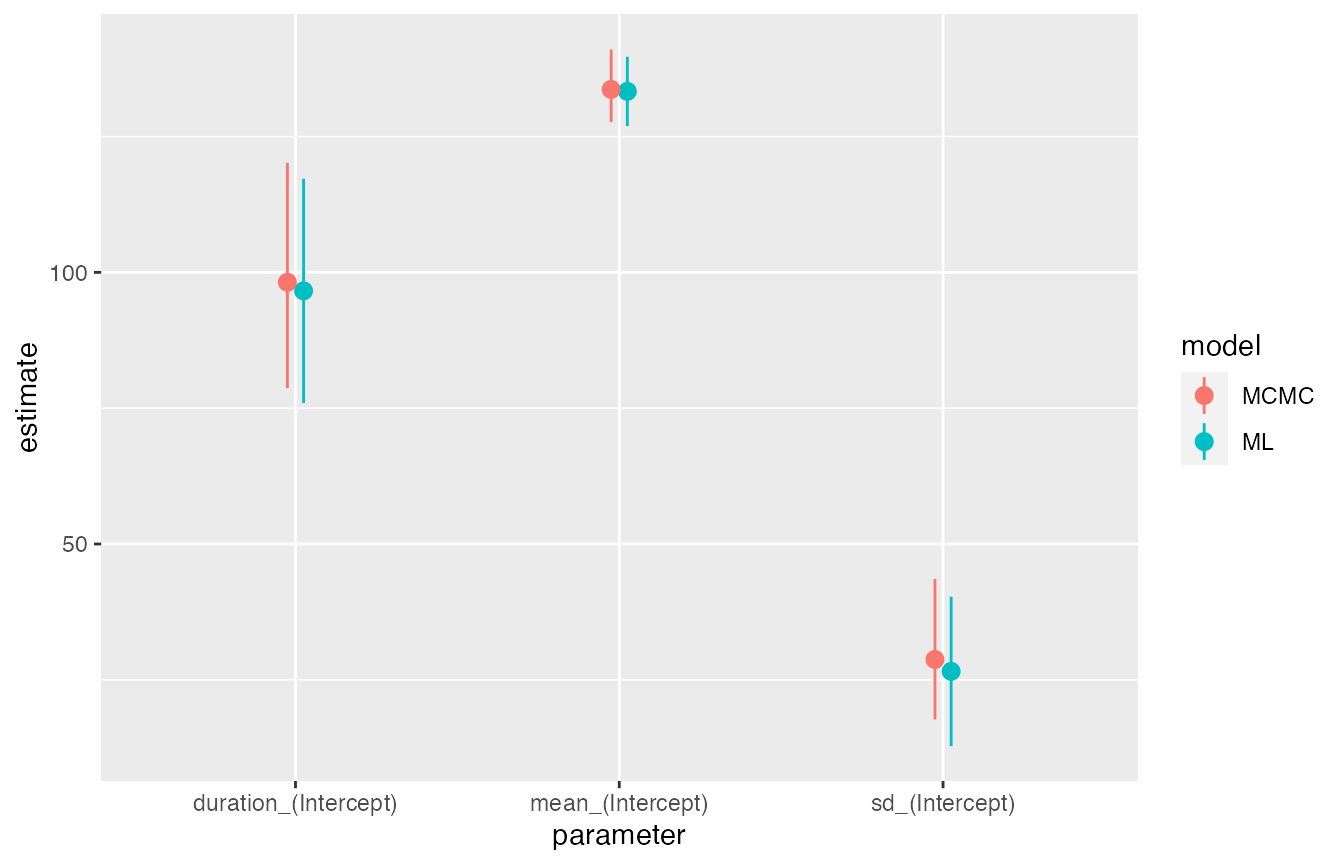 estimate
100
50
duration_(Intercept)
mean_(Intercept)
sd_(Intercept)
parameter
model
MCMC
ML